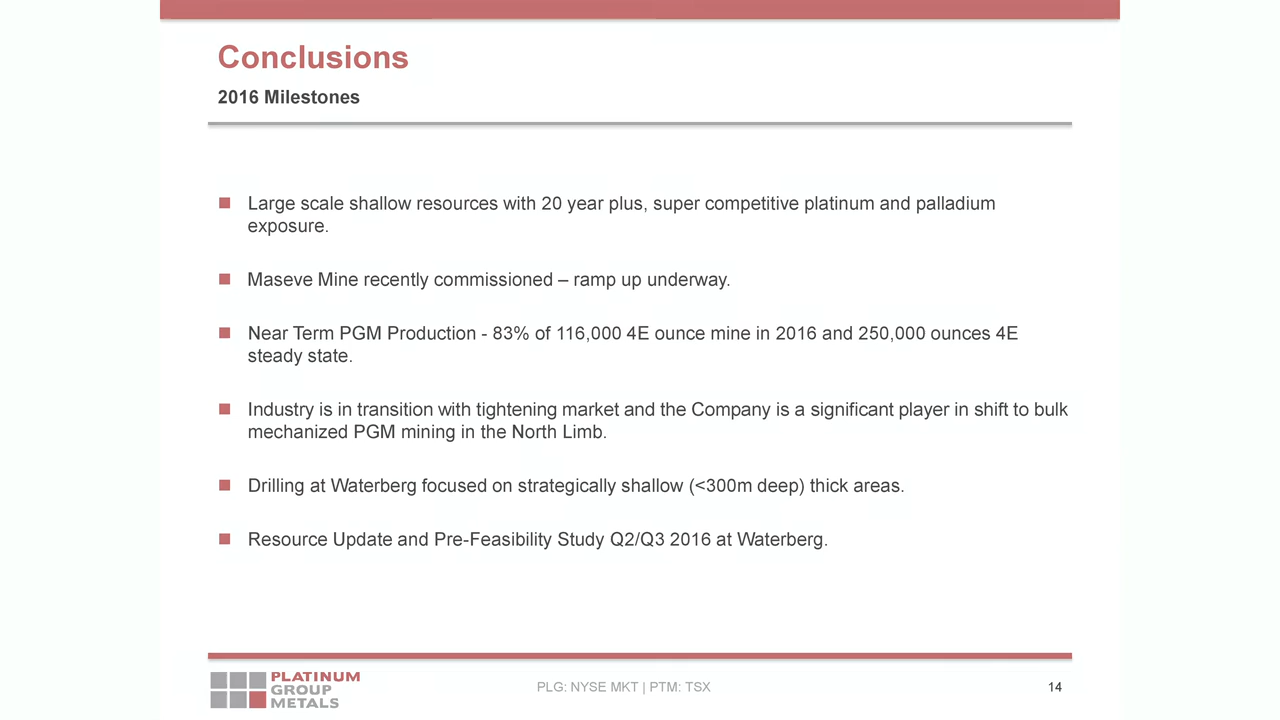 Conclusions
2016 Milestones
Large scale shallow resources with 20 year plus, super competitive platinum and palladium
exposure.
Maseve Mine recently commissioned – ramp up underway.
Near Term PGM Production - 83% of 116,000 4E ounce mine in 2016 and 250,000 ounces 4E
steady state.
Industry is in transition with tightening market and the Company is a significant player in shift to bulk
mechanized PGM mining in the North Limb.
Drilling at Waterberg focused on strategically shallow (<300m deep) thick areas.
Resource Update and Pre-Feasibility Study Q2/Q3 2016 at Waterberg.
PLATINUM
GROUP
METALS
PLG: NYSE MKT | PTM: TSX
14